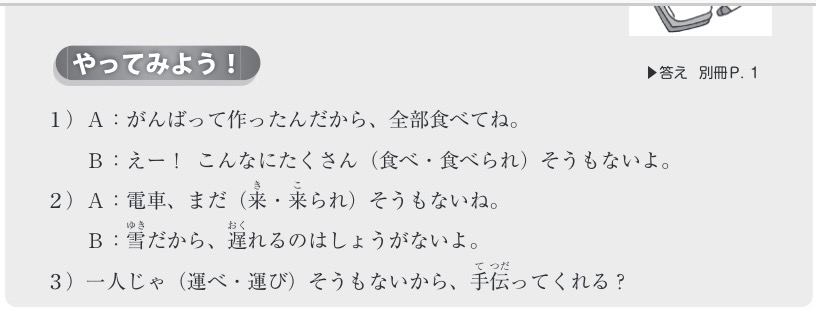 やってみよう！
▶答え 別冊P. 1
1）A：がんばって作ったんだから、全部食べてね。
B：えー！ こんなにたくさん（食べ・食べられ）そうもないよ。
2）A：電車、まだ（来・来られ）そうもないね。
B：雪だから、遅れるのはしょうがないよ。
3）一人じゃ（運べ・運び）そうもないから、手伝ってくれる？